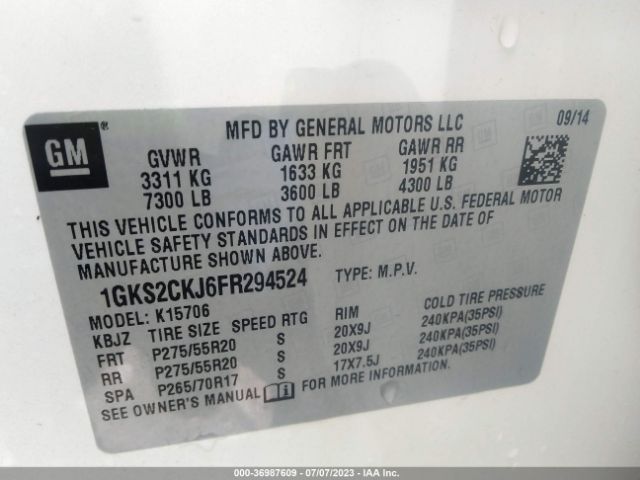 GM ®
MFD BY GENERAL MOTORS LLC
09/14
GVWR GAWR FRT GAWR RR
3311 KG 1633 KG 1951 KG
7300 LB 3600 LB 4300 LB
THIS VEHICLE CONFORMS TO ALL APPLICABLE U.S. FEDERAL MOTOR
VEHICLE SAFETY STANDARDS IN EFFECT ON THE DATE OF
MANUFACTURE SHOWN ABOVE.
1GKS2CKJ6FR294524 TYPE: M.P.V.
MODEL: K15706
KBJZ TIRE SIZE SPEED RTG RIM COLD TIRE PRESSURE
FRT P275/55R20 S 20X9J 240KPA(35PSI)
RR P275/55R20 S 20X9J 240KPA(35PSI)
SPA P265/70R17 S 17X7.5J 240KPA(35PSI)
SEE OWNER'S MANUAL FOR MORE INFORMATION.
000-36987609 - 07/07/2023 - IAA Inc.